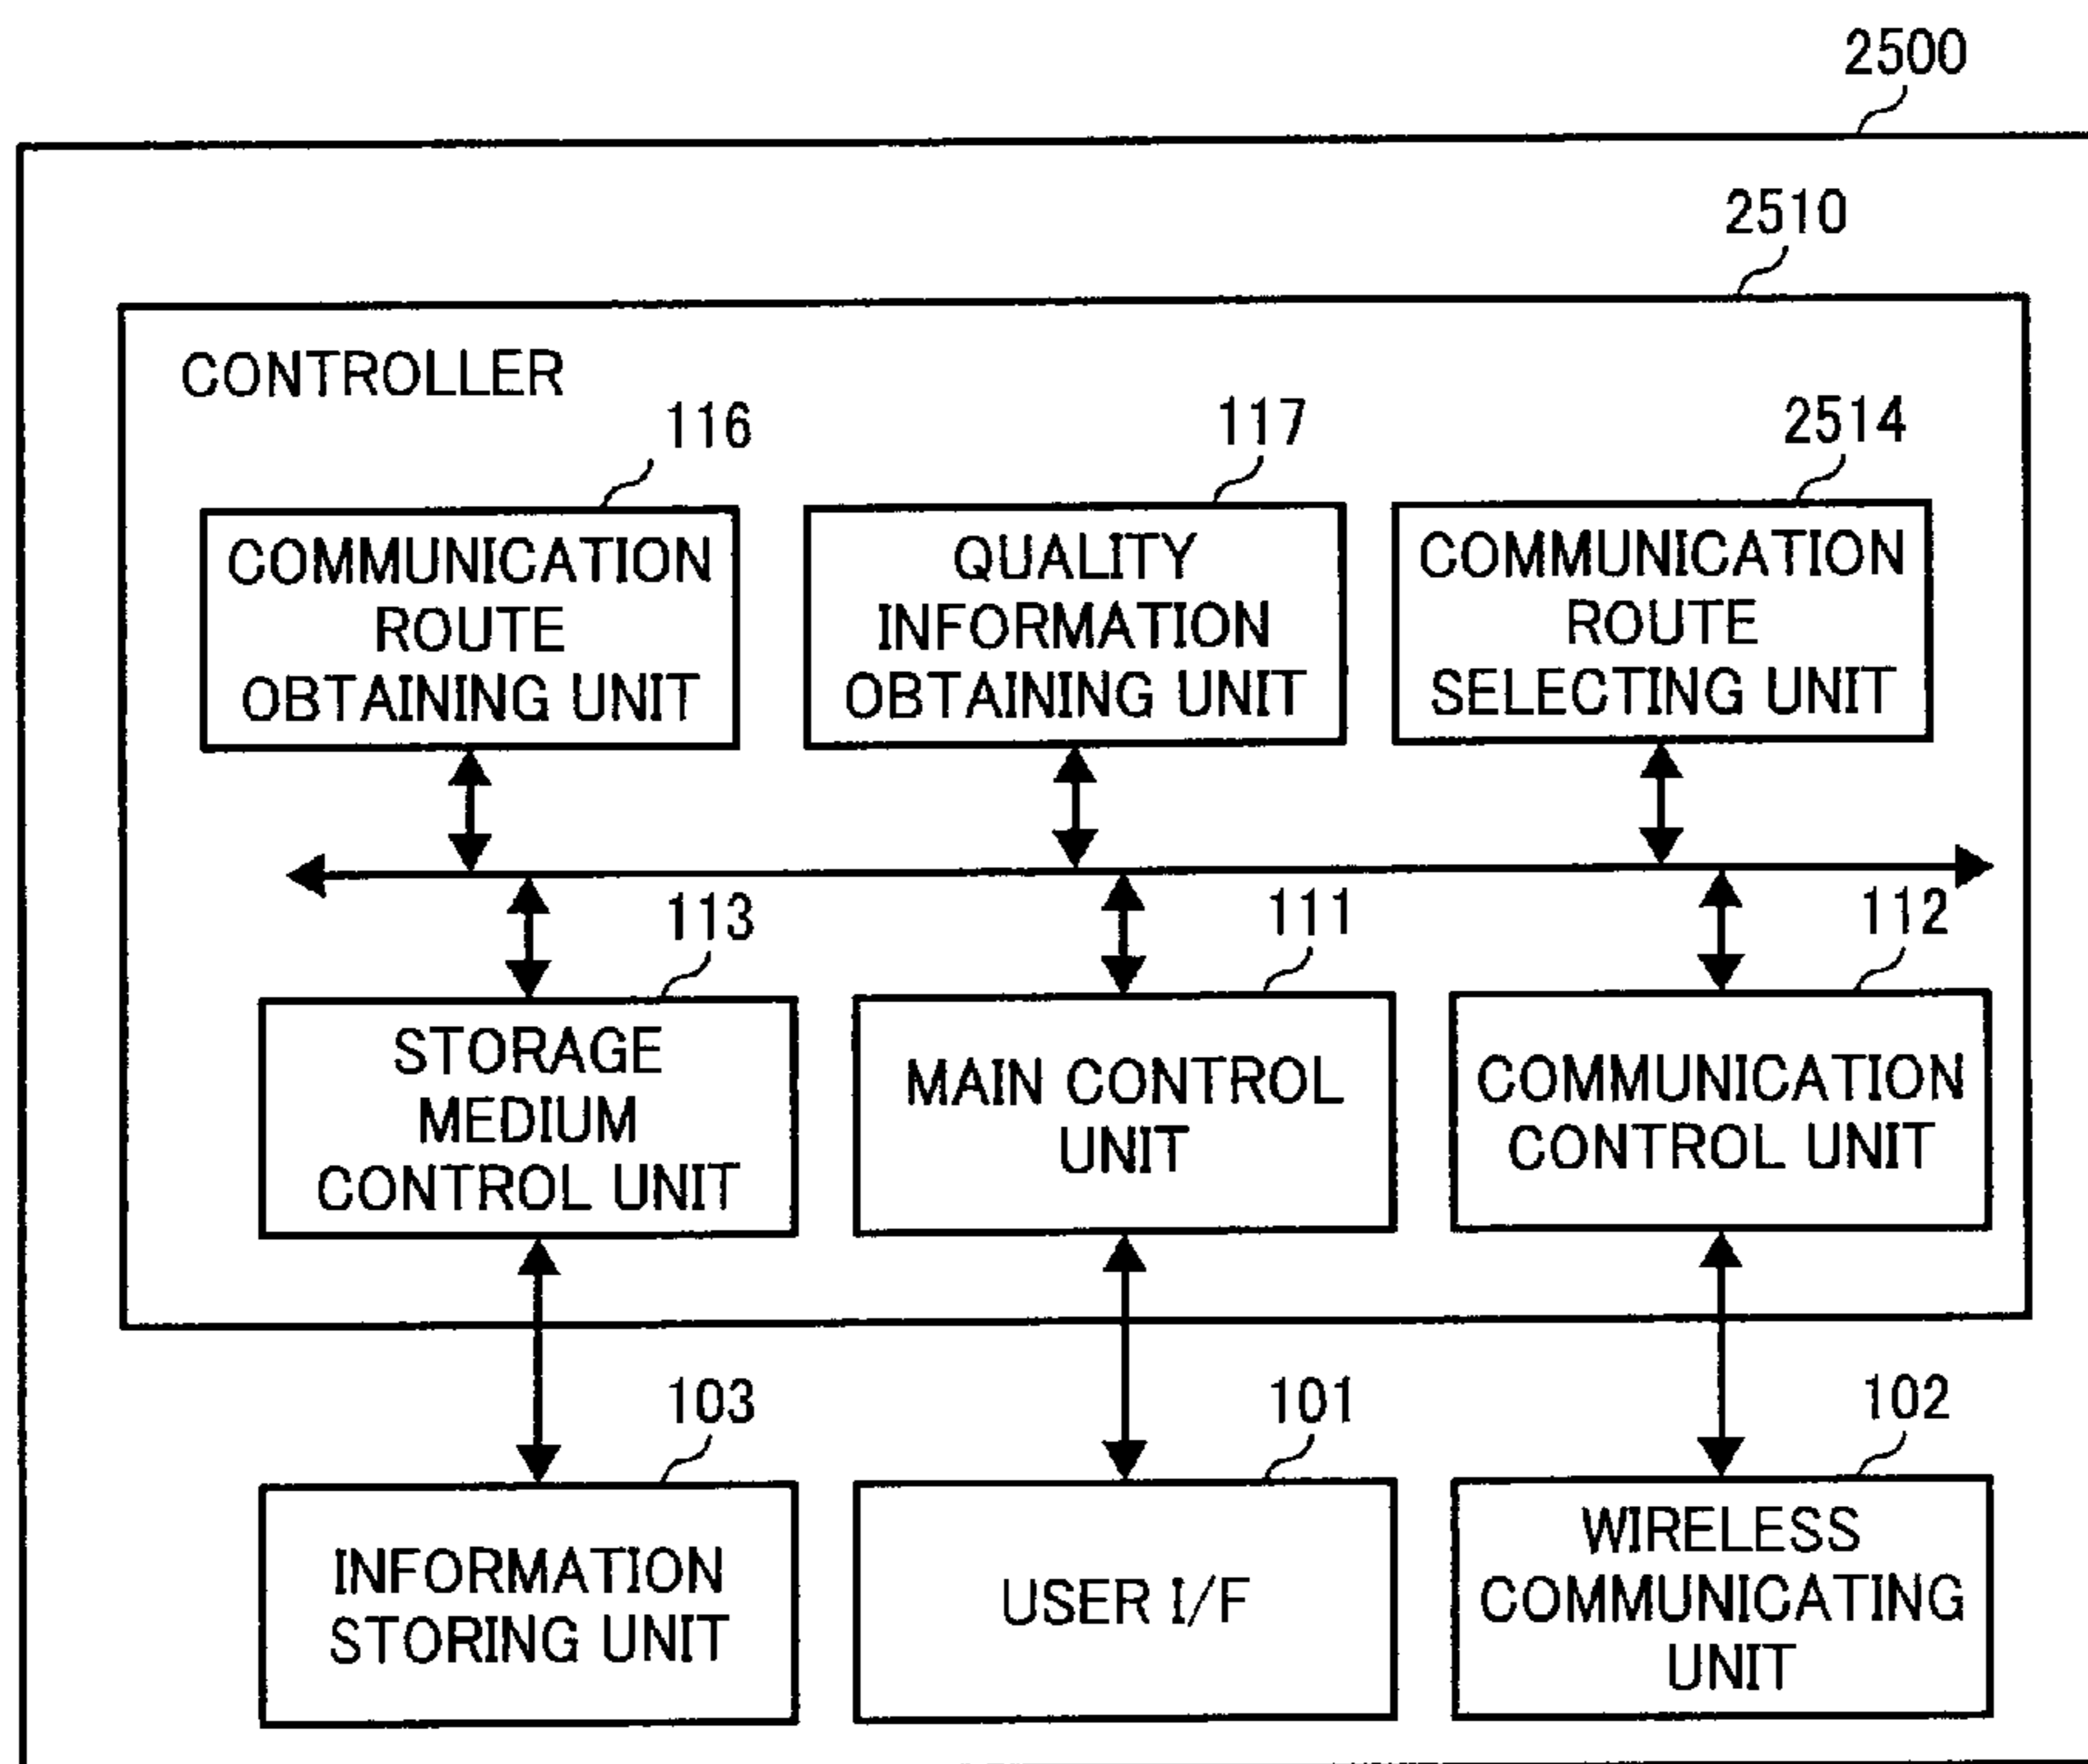 2500
2510
CONTROLLER
116
117
2514
COMMUNICATION
ROUTE
OBTAINING UNIT
QUALITY
INFORMATION
OBTAINING UNIT
COMMUNICATION
ROUTE
SELECTING UNIT
113
111
112
STORAGE
MEDIUM
CONTROL UNIT
MAIN CONTROL
UNIT
COMMUNICATION
CONTROL UNIT
103
101
102
INFORMATION
STORING UNIT
USER I/F
WIRELESS
COMMUNICATING
UNIT